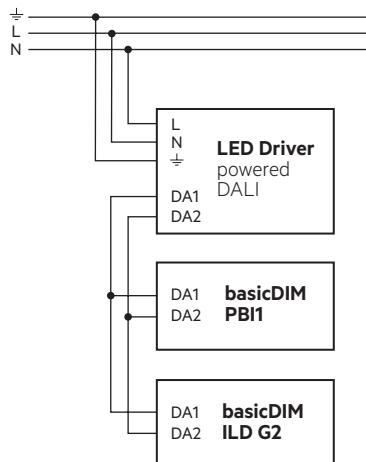 ⏚
L
N
L
N
⏚
LED Driver
powered
DALI
DA1
DA2
DA1
DA2
basicDIM
PBI1
DA1
DA2
basicDIM
ILD G2